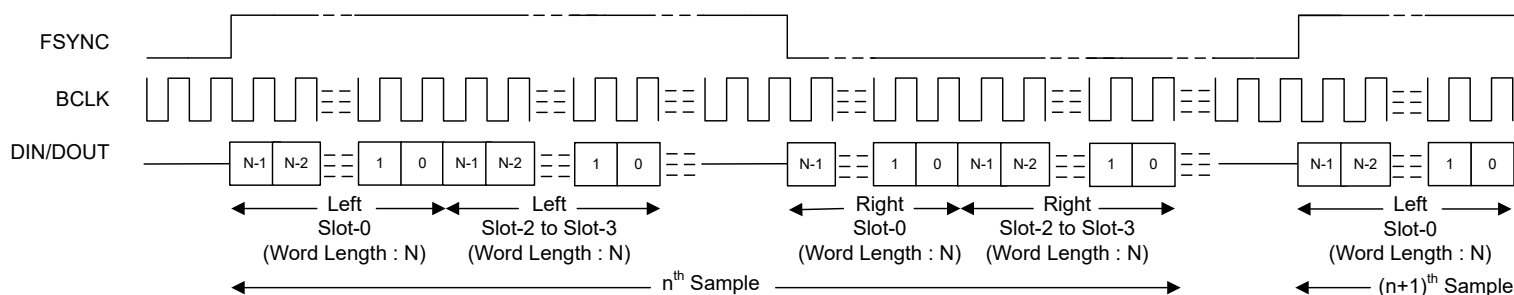 FSYNC
BCLK
DIN/DOUT
N-1 N-2 1 0 N-1 N-2 1 0 N-1 1 0 N-1 N-2 1 0 N-1 N-2 1 0
Left Left Right Right Left
Slot-0 Slot-2 to Slot-3 Slot-0 Slot-2 to Slot-3 Slot-0
(Word Length : N) (Word Length : N) (Word Length : N) (Word Length : N) (Word Length : N)
nth Sample (n+1)th Sample